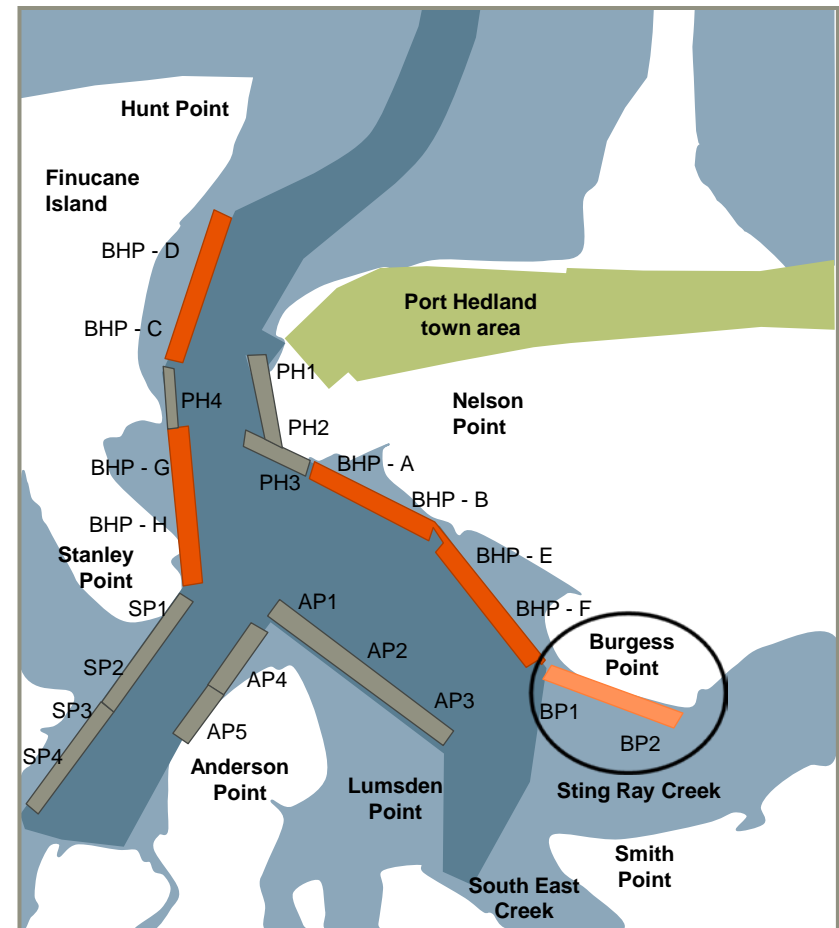 Hunt Point
Finucane
Island
BHP - D
BHP - C
Port Hedland
town area
PH1
PH4
Nelson
Point
PH2
BHP - A
BHP - G
PH3
BHP - B
BHP - H
Stanley
Point
BHP - E
SP1
AP1
BHP - F
Burgess
Point
AP2
SP2
AP4
SP3
AP3
BP1
AP5
BP2
SP4
Anderson
Point
Lumsden
Point
Sting Ray Creek
Smith
Point
South East
Creek